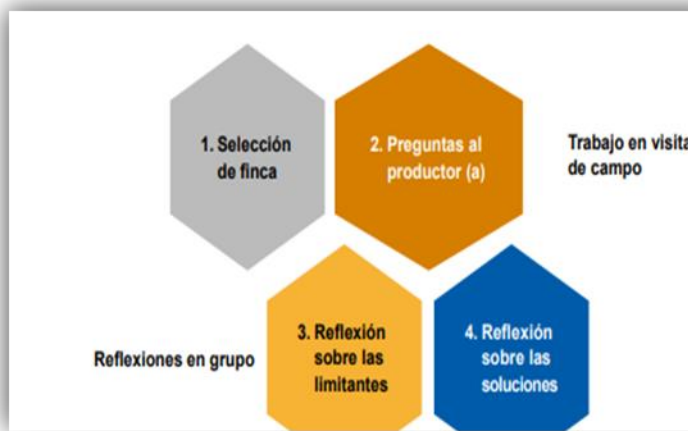 1. Selección
de finca
2. Preguntas al
productor (a)
Trabajo en visita
de campo
Reflexiones en grupo
3. Reflexión
sobre las
limitantes
4. Reflexión
sobre las
soluciones